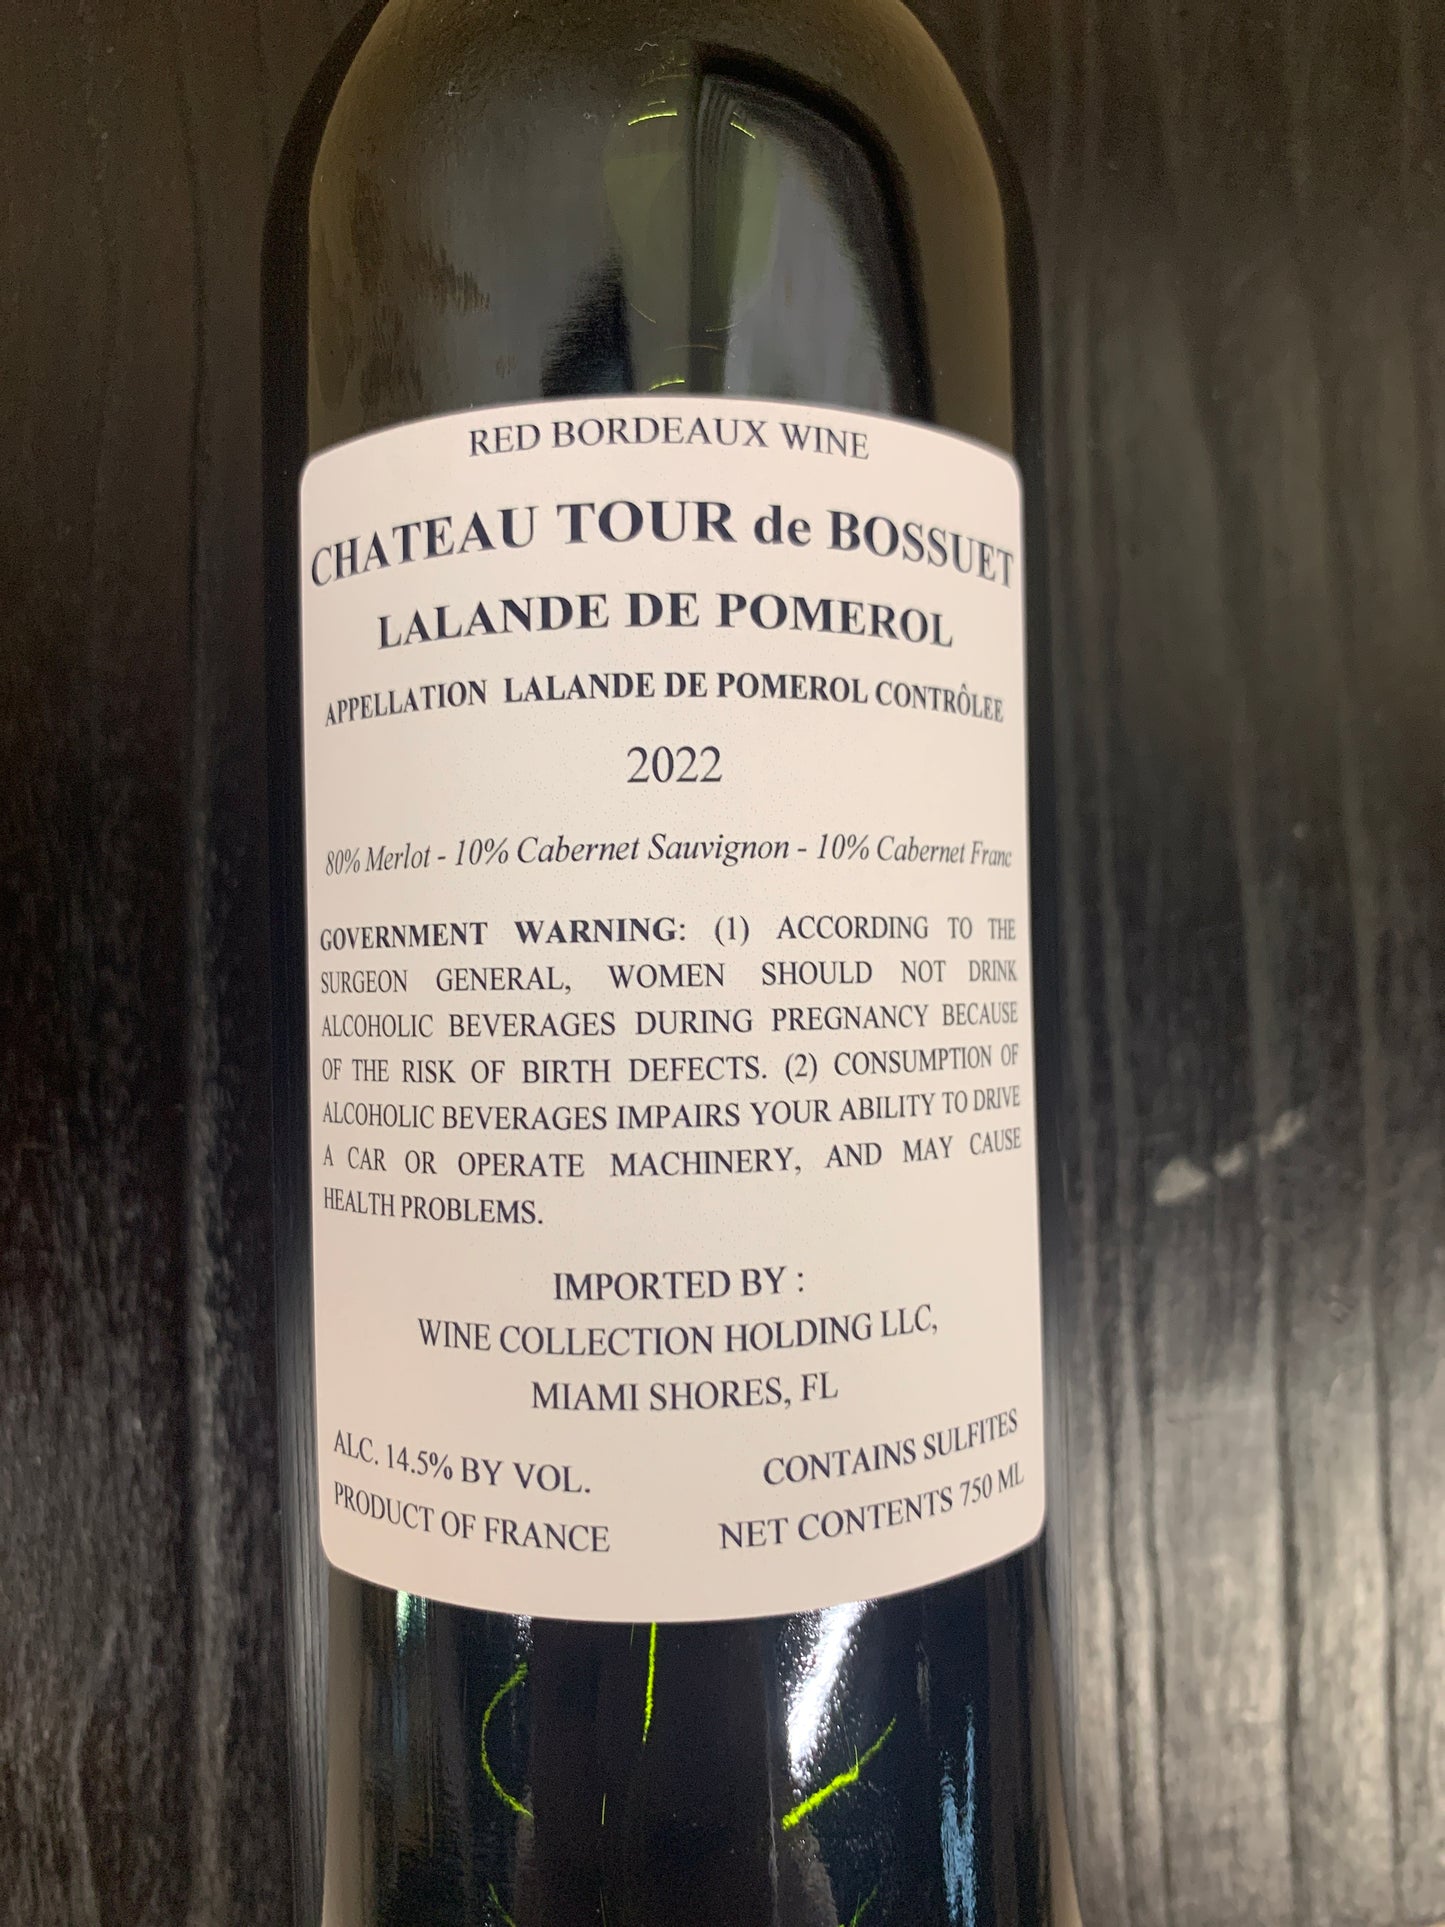 RED BORDEAUX WINE
CHATEAU TOUR de BOSSUET
LALANDE DE POMEROL
APPELLATION LALANDE DE POMEROL CONTRÔLEE
2022
80% Merlot - 10% Cabernet Sauvignon - 10% Cabernet Franc
GOVERNMENT WARNING: (1) ACCORDING TO THE
SURGEON GENERAL, WOMEN SHOULD NOT DRINK
ALCOHOLIC BEVERAGES DURING PREGNANCY BECAUSE
OF THE RISK OF BIRTH DEFECTS. (2) CONSUMPTION OF
ALCOHOLIC BEVERAGES IMPAIRS YOUR ABILITY TO DRIVE
A CAR OR OPERATE MACHINERY, AND MAY CAUSE
HEALTH PROBLEMS.
IMPORTED BY :
WINE COLLECTION HOLDING LLC,
MIAMI SHORES, FL
ALC. 14.5% BY VOL. CONTAINS SULFITES
PRODUCT OF FRANCE NET CONTENTS 750 ML